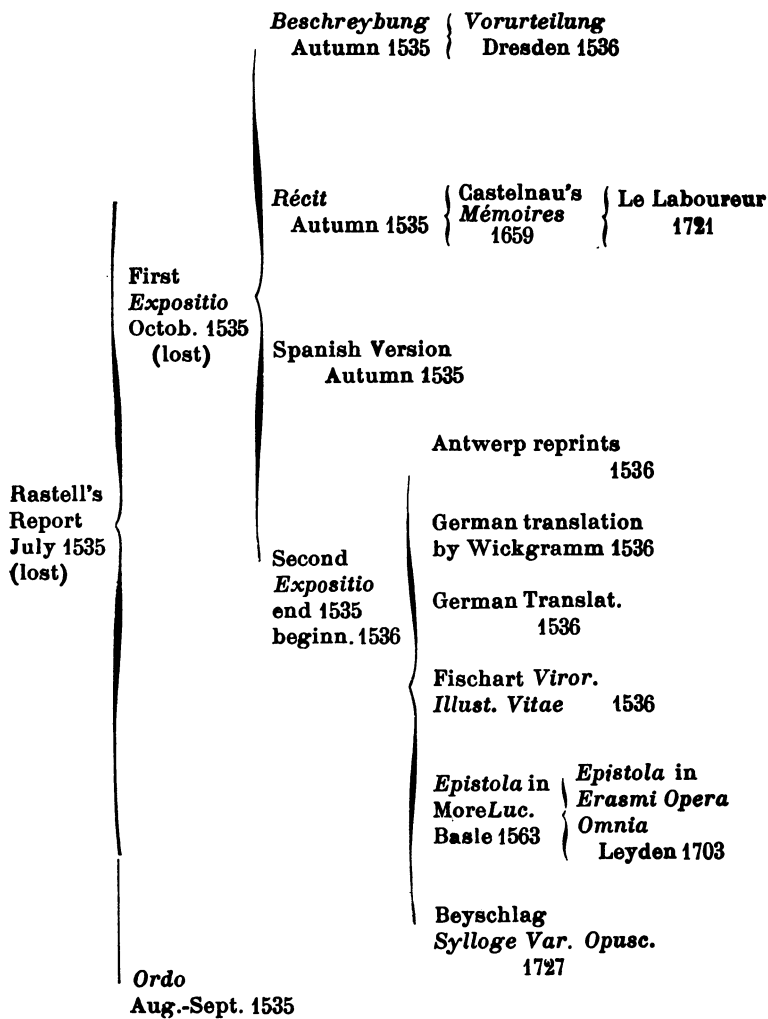 Beschreybung
Autumn 1535
Vorurteilung
Dresden 1536
Récit
Autumn 1535
Castelnau's
Mémoires
1659
Le Laboureur
1721
First
Expositio
Octob. 1535
(lost)
Spanish Version
Autumn 1535
Antwerp reprints
1536
Rastell's
Report
July 1535
(lost)
German translation
by Wickgramm 1536
Second
Expositio
end 1535
beginn. 1536
German Translat.
1536
Fischart Viror.
Illust. Vitae 1536
Epistola in
More Luc.
Basle 1563
Epistola in
Erasmi Opera
Omnia
Leyden 1703
Beyschlag
Sylloge Var. Opusc.
1727
Ordo
Aug.-Sept. 1535